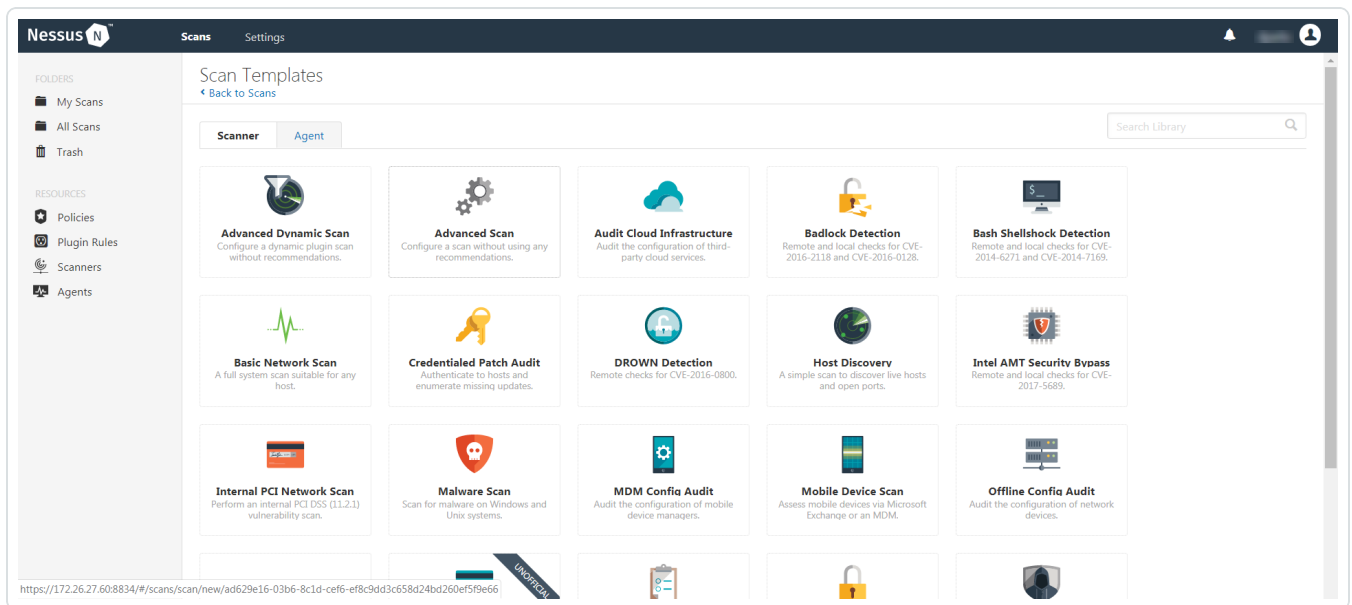 Nessus N ™
Scans Settings
FOLDERS
My Scans
All Scans
Trash
RESOURCES
Policies
Plugin Rules
Scanners
Agents
Scan Templates
Back to Scans
Scanner Agent
Search Library
Advanced Dynamic Scan
Configure a dynamic plugin scan
without recommendations.
Advanced Scan
Configure a scan without using any
recommendations.
Audit Cloud Infrastructure
Audit the configuration of third-
party cloud services.
Badlock Detection
Remote and local checks for CVE-
2016-2118 and CVE-2016-0128.
$_
Bash Shellshock Detection
Remote and local checks for CVE-
2014-6271 and CVE-2014-7169.
Basic Network Scan
A full system scan suitable for any
host.
Credentialed Patch Audit
Authenticate to hosts and
enumerate missing updates.
DROWN Detection
Remote checks for CVE-2016-0800.
Host Discovery
A simple scan to discover live hosts
and open ports.
Intel AMT Security Bypass
Remote and local checks for CVE-
2017-5689.
Internal PCI Network Scan
Perform an internal PCI DSS (11.2.1)
vulnerability scan.
Malware Scan
Scan for malware on Windows and
Unix systems.
MDM Config Audit
Audit the configuration of mobile
device managers.
Mobile Device Scan
Assess mobile devices via Microsoft
Exchange or an MDM.
Offline Config Audit
Audit the configuration of network
devices.
UNOFFICIAL
https://172.26.27.60:8834/#/scans/scan/new/ad629e16-03b6-8c1d-cef6-ef8c9dd3c658d24bd260ef5f9e66